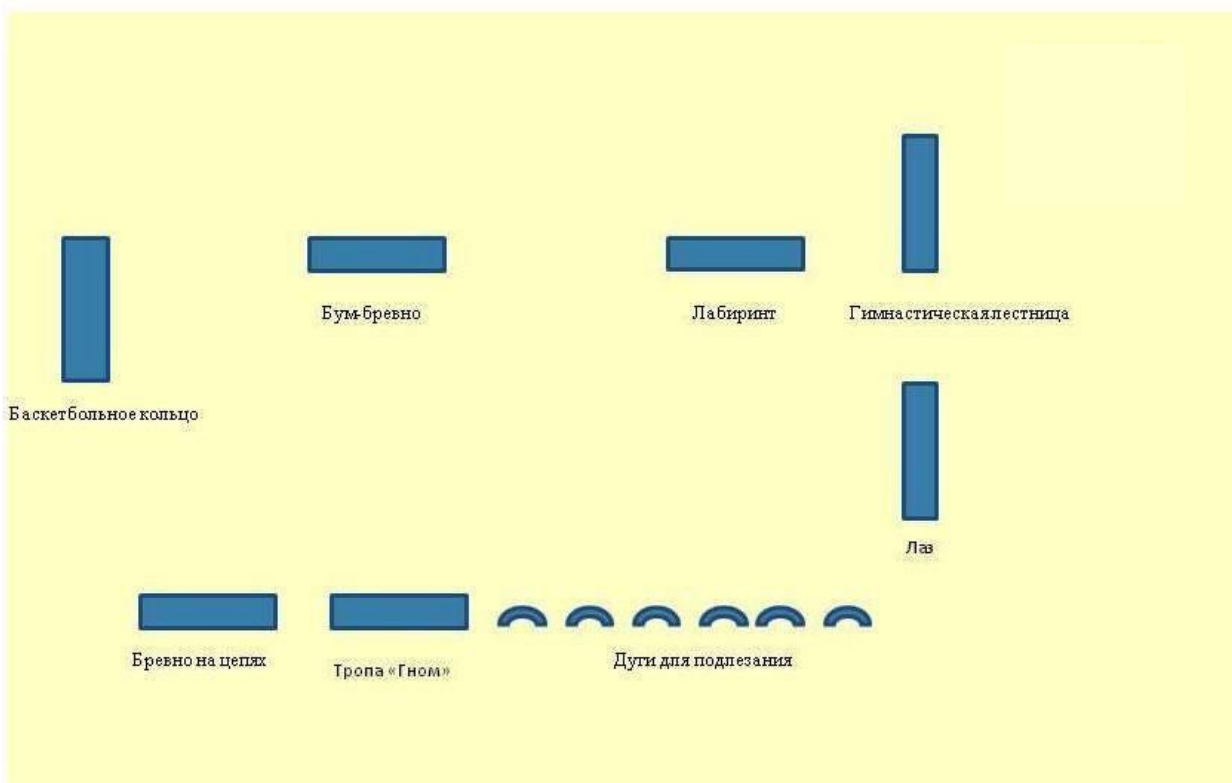 Бум-бревно
Лабиринт
Гимнастическая лестница
Баскетбольное кольцо
Лаз
Бревно на цепях
Тропа «Гном»
Дуги для подлезания